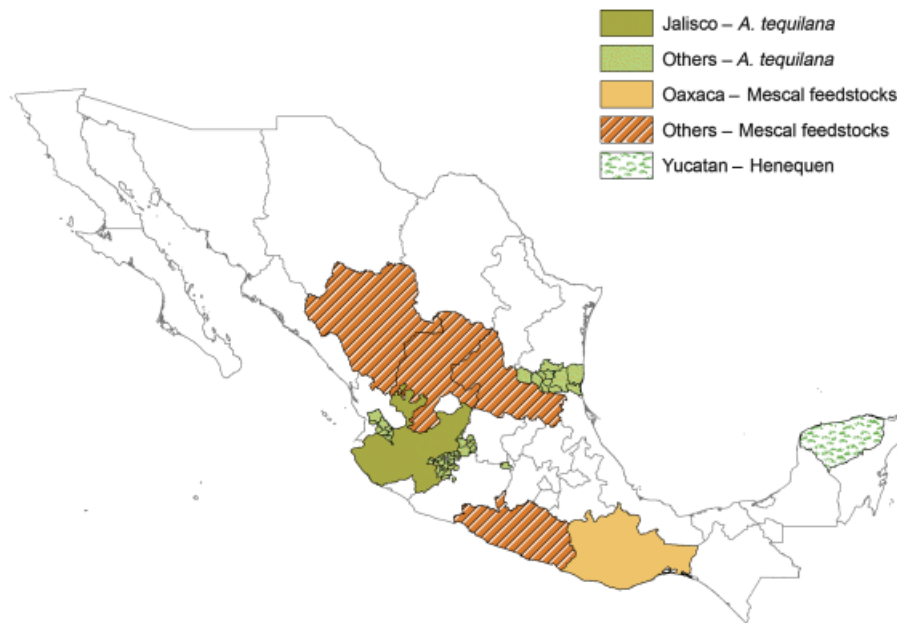 Jalisco – A. tequilana
Others – A. tequilana
Oaxaca – Mescal feedstocks
Others – Mescal feedstocks
Yucatan – Henequen